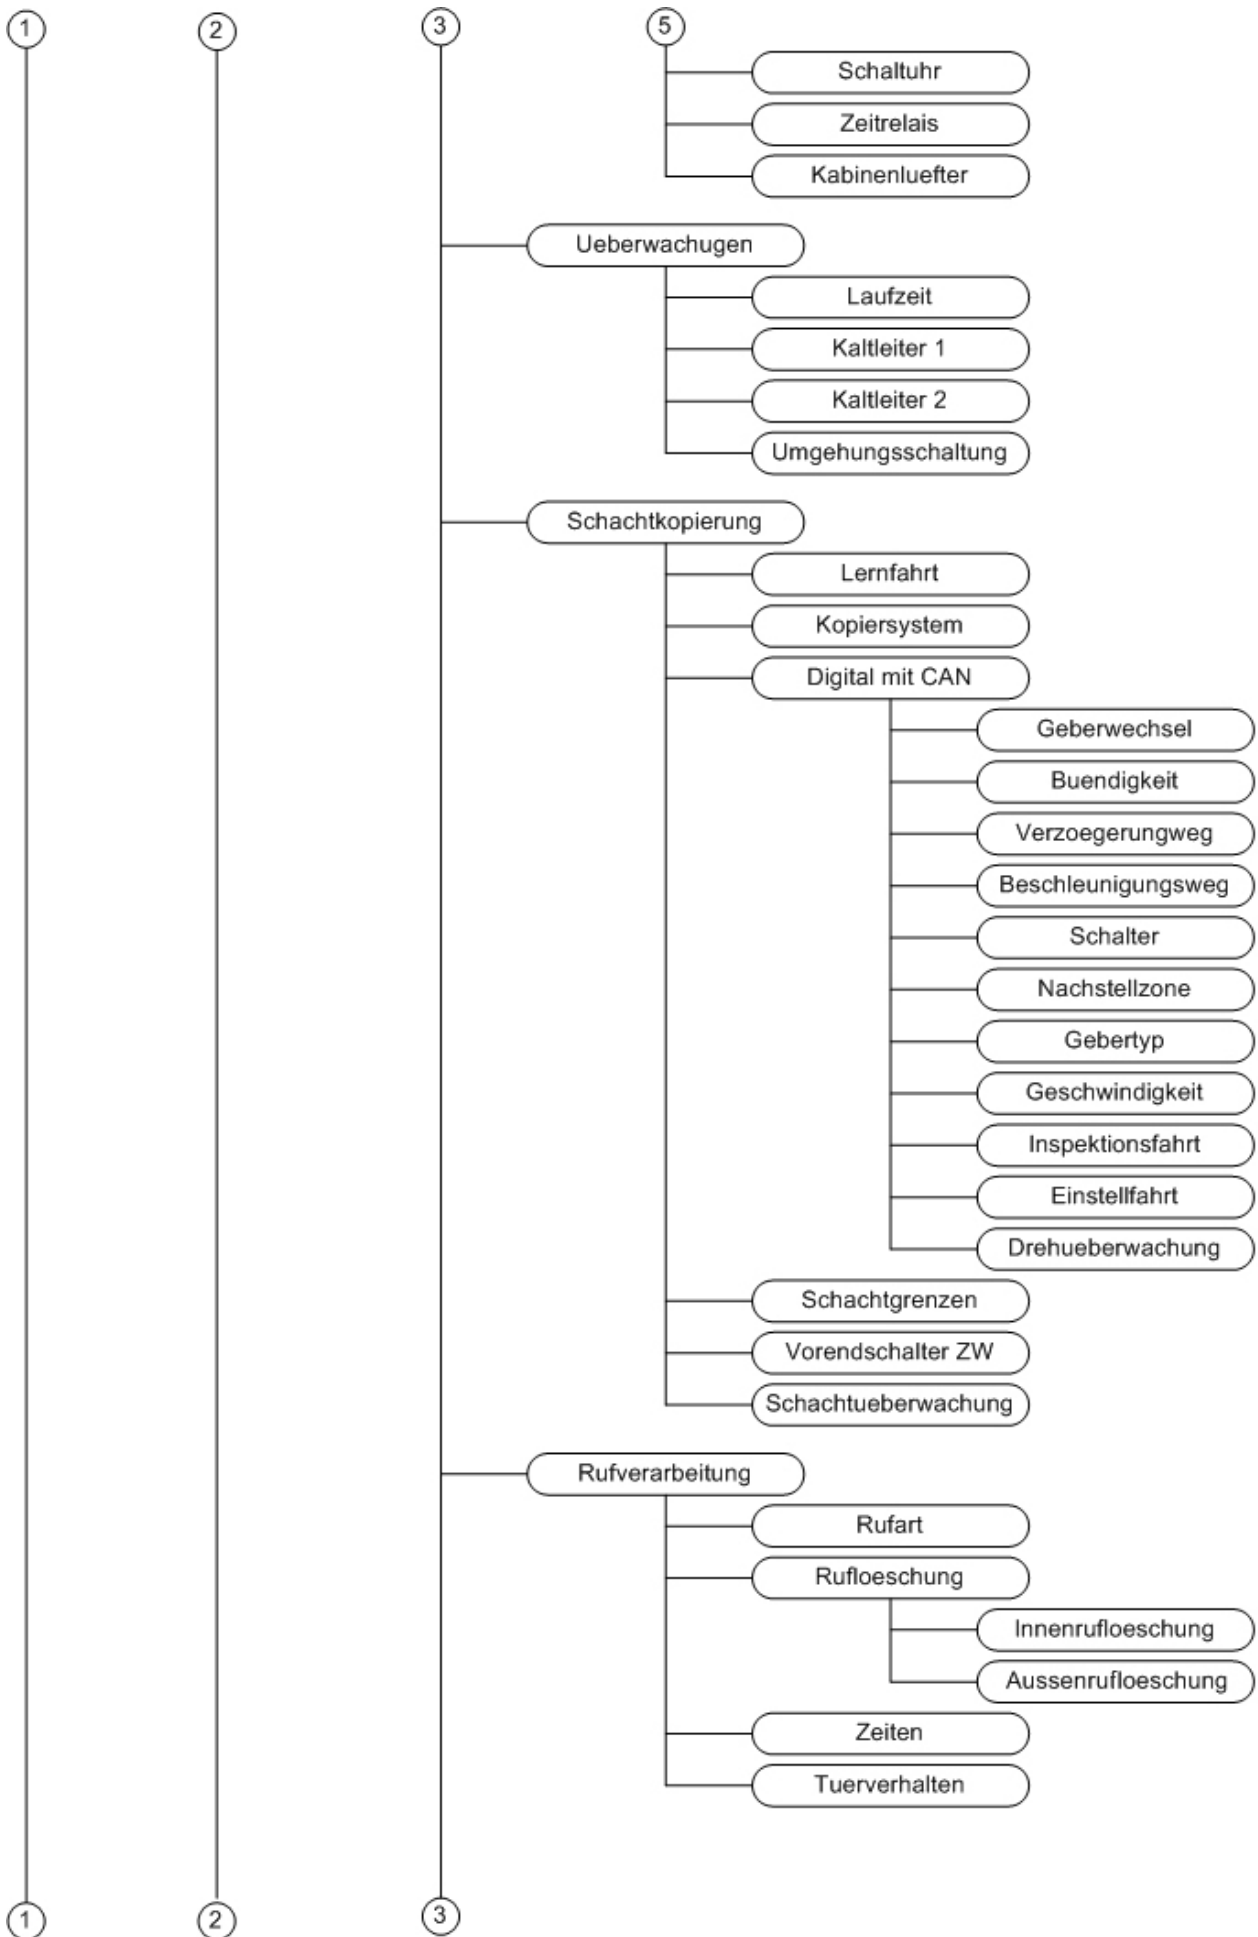 1
2
3
5
Schaltuhr
Zeitrelais
Kabinenluefter
Ueberwachugen
Laufzeit
Kaltleiter 1
Kaltleiter 2
Umgehungsschaltung
Schachtkopierung
Lernfahrt
Kopiersystem
Digital mit CAN
Geberwechsel
Buendigkeit
Verzoegerungweg
Beschleunigungsweg
Schalter
Nachstellzone
Gebertyp
Geschwindigkeit
Inspektionsfahrt
Einstellfahrt
Drehueberwachung
Schachtgrenzen
Vorendschalter ZW
Schachtueberwachung
Rufverarbeitung
Rufart
Rufloeschung
Innenrufloeschung
Aussenrufloeschung
Zeiten
Tuerverhalten
1
2
3